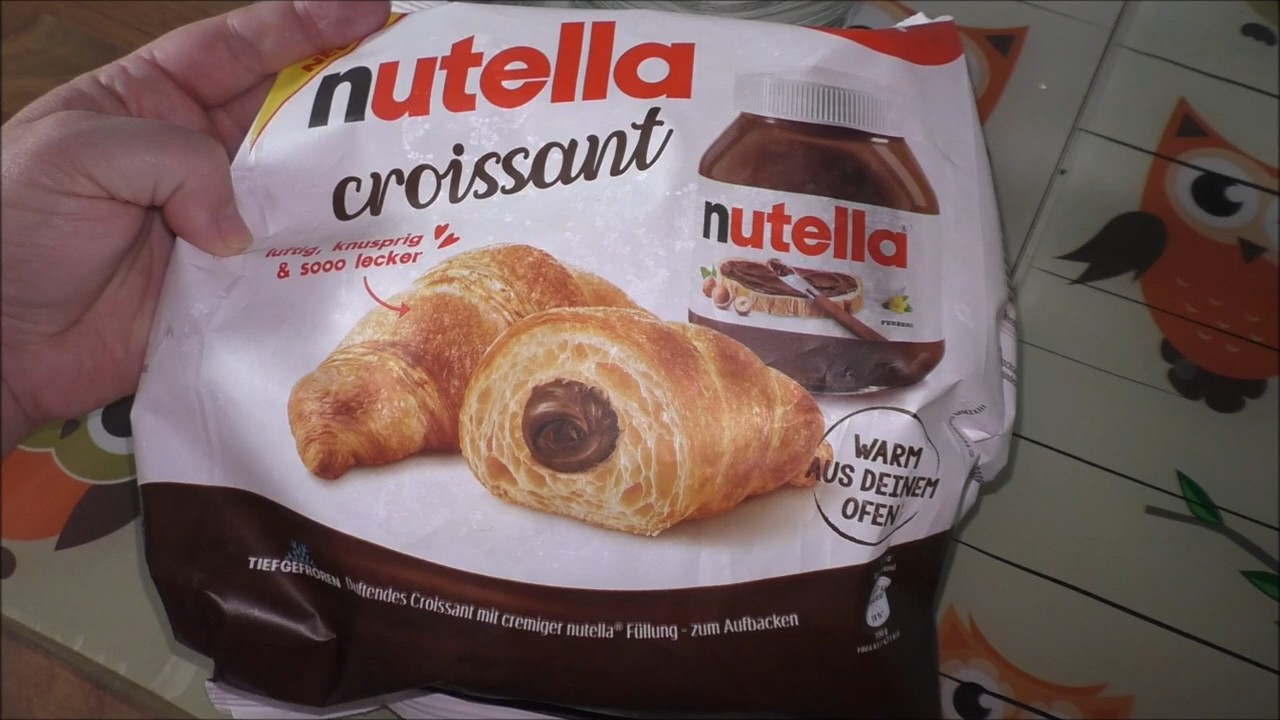 NEU
nutella
croissant
luftig, knusprig
& sooo lecker
nutella®
FERRERO
WARM
AUS DEINEM
OFEN
TIEFGEFROREN Duftendes Croissant mit cremiger nutella® Füllung - zum Aufbacken